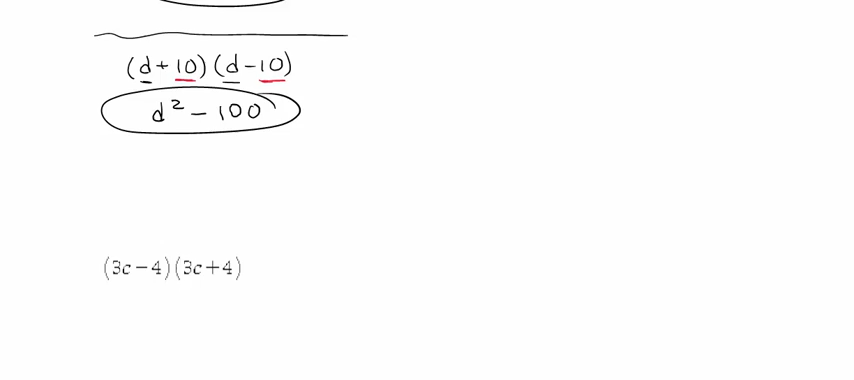 (d+10)(d-10)
d² - 100
(3c-4)(3c+4)